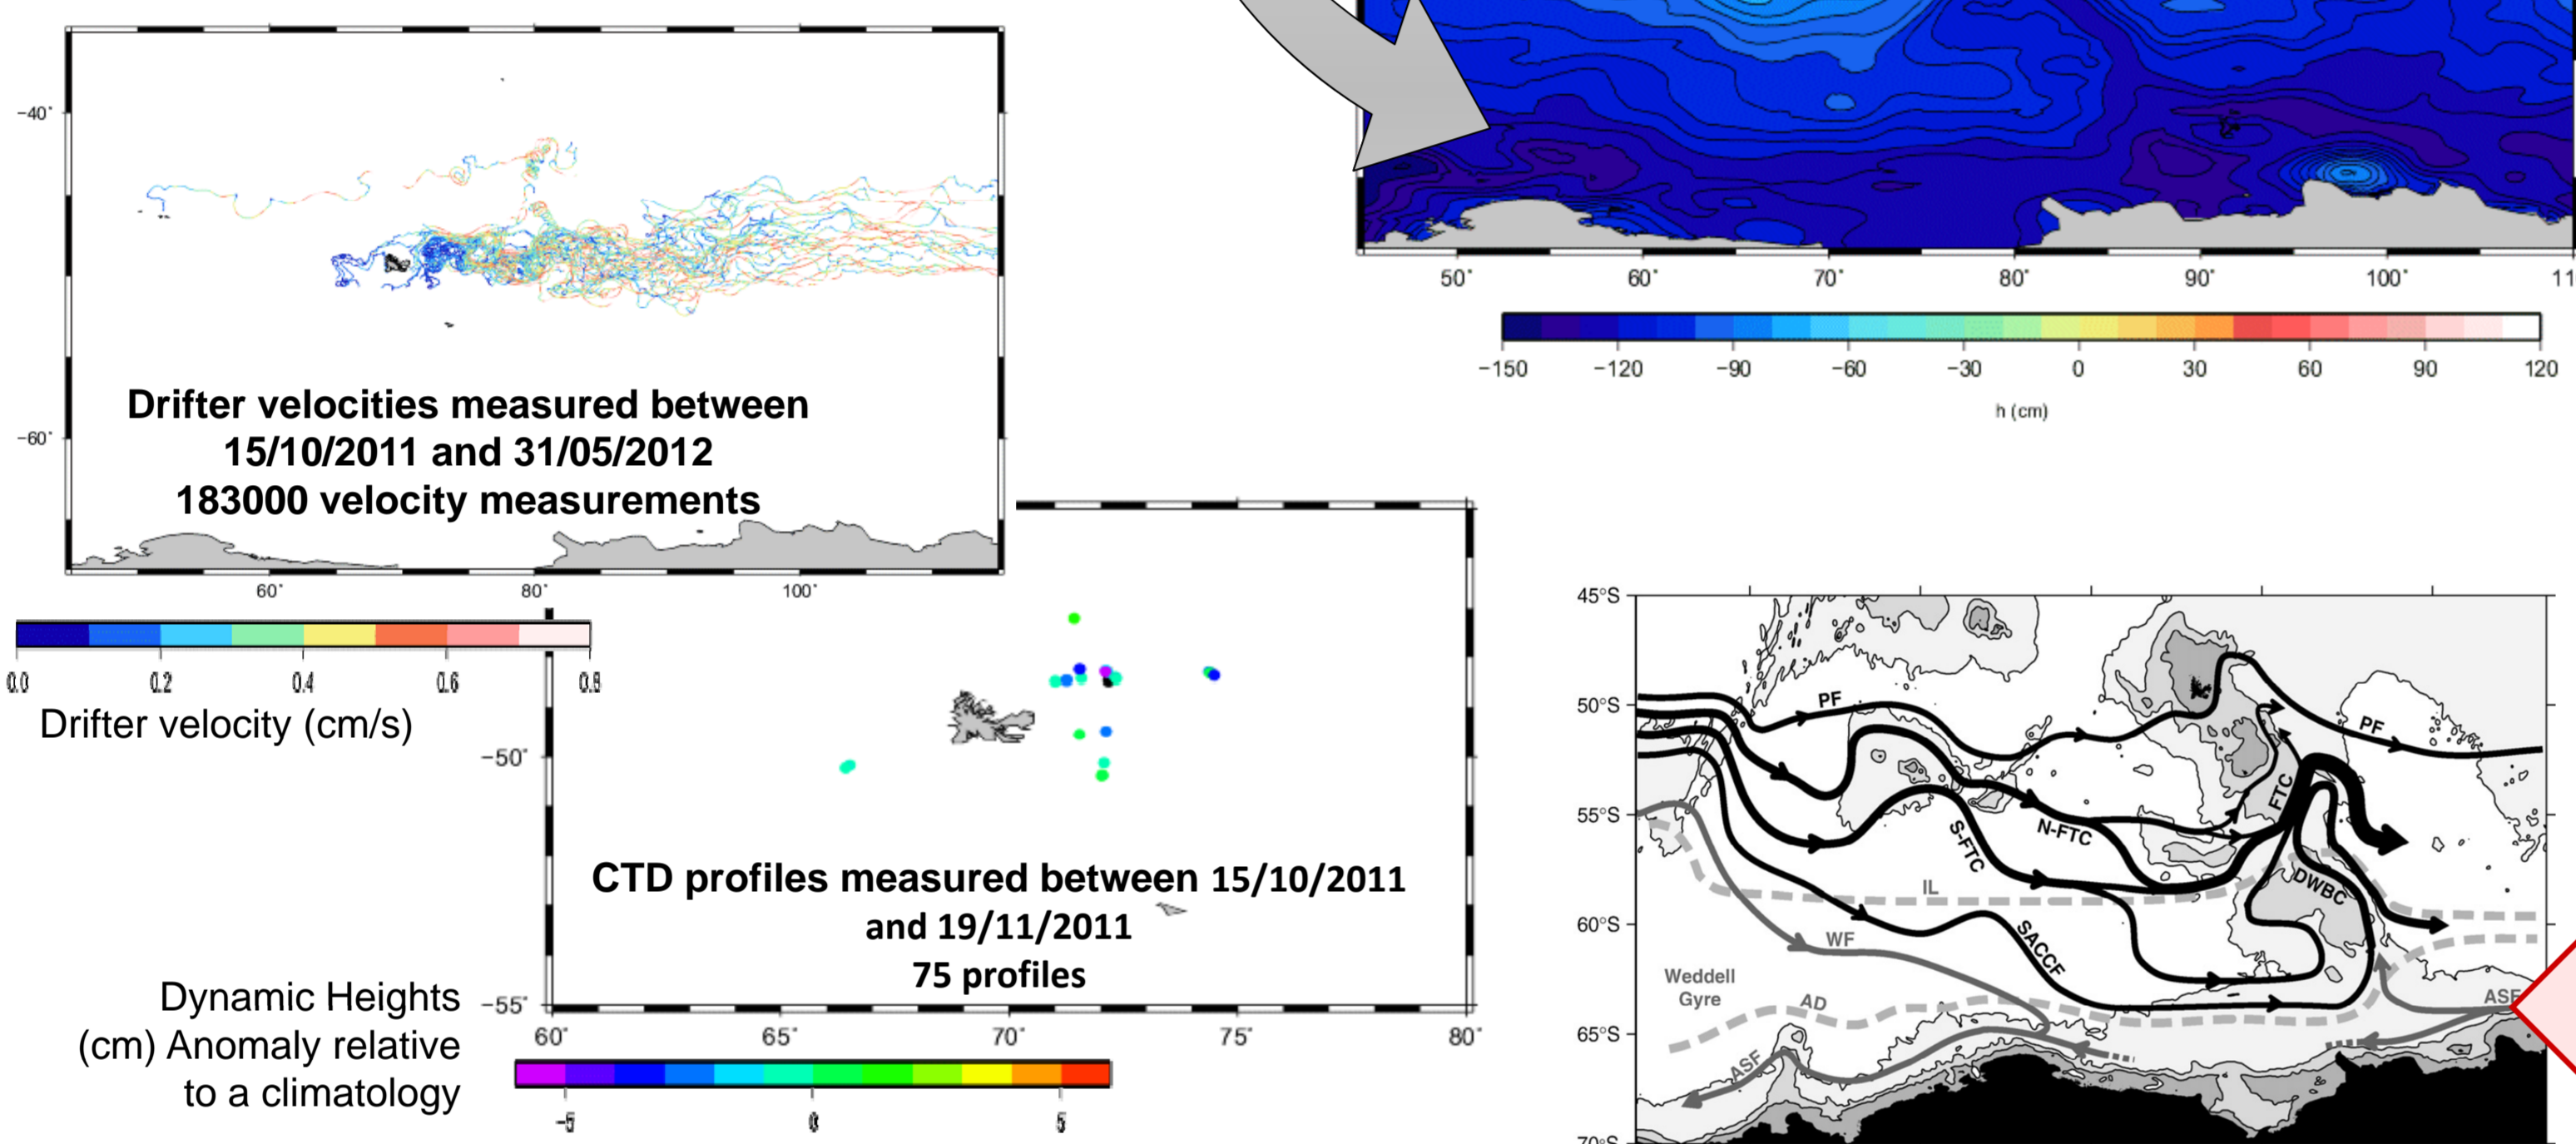 −40°
−60°
Drifter velocities measured between
15/10/2011 and 31/05/2012
183000 velocity measurements
60° 80° 100°
0.0 0.2 0.4 0.6 0.8
Drifter velocity (cm/s)
50° 60° 70° 80° 90° 100° 11
−150 −120 −90 −60 −30 0 30 60 90 120
h (cm)
−50°
−55°
CTD profiles measured between 15/10/2011
and 19/11/2011
75 profiles
60° 65° 70° 75° 80°
Dynamic Heights
(cm) Anomaly relative
to a climatology
−5 0 5
45°S
50°S
55°S
60°S
65°S
70°S
PF
PF
FTC
N-FTC
S-FTC
IL
DWBC
WF
SACCF
Weddell
Gyre
AD
ASF
ASF